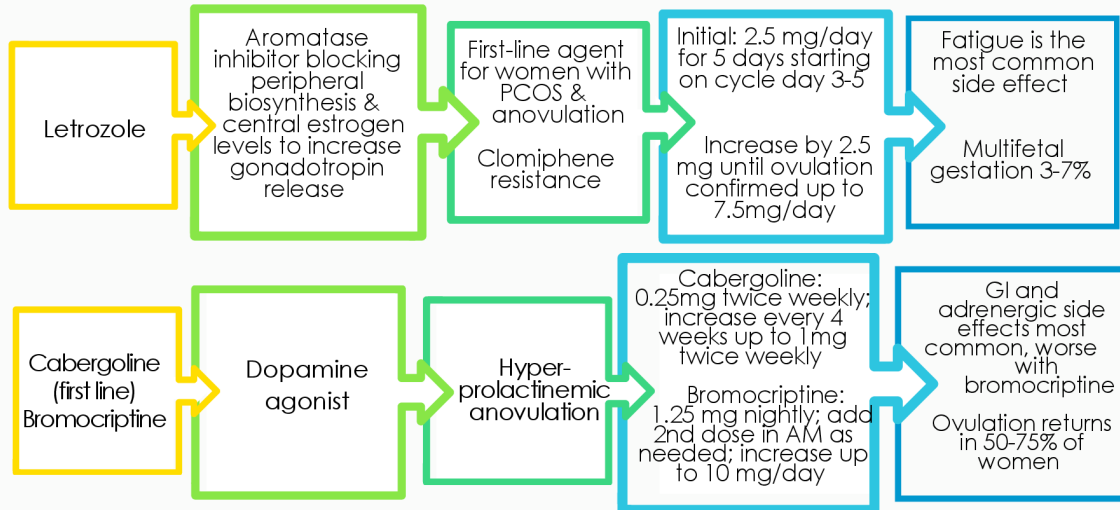 Letrozole
Aromatase
inhibitor blocking
peripheral
biosynthesis &
central estrogen
levels to increase
gonadotropin
release
First-line agent
for women with
PCOS &
anovulation
Clomiphene
resistance
Initial: 2.5 mg/day
for 5 days starting
on cycle day 3-5
Increase by 2.5
mg until ovulation
confirmed up to
7.5mg/day
Fatigue is the
most common
side effect
Multifetal
gestation 3-7%
Cabergoline
(first line)
Bromocriptine
Dopamine
agonist
Hyper-
prolactinemic
anovulation
Cabergoline:
0.25mg twice weekly;
increase every 4
weeks up to 1mg
twice weekly
Bromocriptine:
1.25 mg nightly; add
2nd dose in AM as
needed; increase up
to 10 mg/day
GI and
adrenergic side
effects most
common, worse
with
bromocriptine
Ovulation returns
in 50-75% of
women